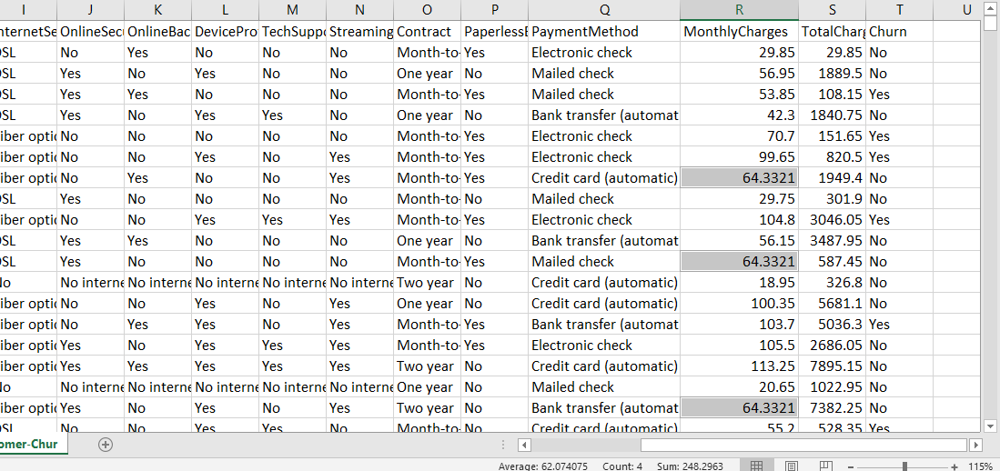 I J K L M N O P Q R S T U
nternetSe OnlineSecu OnlineBac DeviceProt TechSuppo Streaming Contract PaperlessB PaymentMethod MonthlyCharges TotalCharg Churn
DSL No Yes No No No Month-to- Yes Electronic check 29.85 29.85 No
DSL Yes No Yes No No One year No Mailed check 56.95 1889.5 No
DSL Yes Yes No No No Month-to- Yes Mailed check 53.85 108.15 Yes
DSL Yes No Yes Yes No One year No Bank transfer (automat 42.3 1840.75 No
iber optic No No No No No Month-to- Yes Electronic check 70.7 151.65 Yes
iber optic No No Yes No Yes Month-to- Yes Electronic check 99.65 820.5 Yes
iber optic No Yes No No Yes Month-to- Yes Credit card (automatic) 64.3321 1949.4 No
DSL Yes No No No No Month-to- No Mailed check 29.75 301.9 No
iber optic No No Yes Yes Yes Month-to- Yes Electronic check 104.8 3046.05 Yes
DSL Yes Yes No No No One year No Bank transfer (automat 56.15 3487.95 No
DSL Yes No No No No Month-to- Yes Mailed check 64.3321 587.45 No
No No interne No interne No interne No interne No interne Two year No Credit card (automatic) 18.95 326.8 No
iber optic No No Yes No Yes One year No Credit card (automatic) 100.35 5681.1 No
iber optic No Yes Yes No Yes Month-to- Yes Bank transfer (automat 103.7 5036.3 Yes
iber optic Yes No Yes Yes Yes Month-to- Yes Electronic check 105.5 2686.05 No
iber optic Yes Yes Yes Yes Yes Two year No Credit card (automatic) 113.25 7895.15 No
No No interne No interne No interne No interne No interne One year No Mailed check 20.65 1022.95 No
iber optic Yes No Yes No Yes Two year No Bank transfer (automat 64.3321 7382.25 No
DSL No No Yes Yes No Month-to- No Credit card (automatic) 55.2 528.35 Yes
omer-Chur
Average: 62.074075 Count: 4 Sum: 248.2963 115%